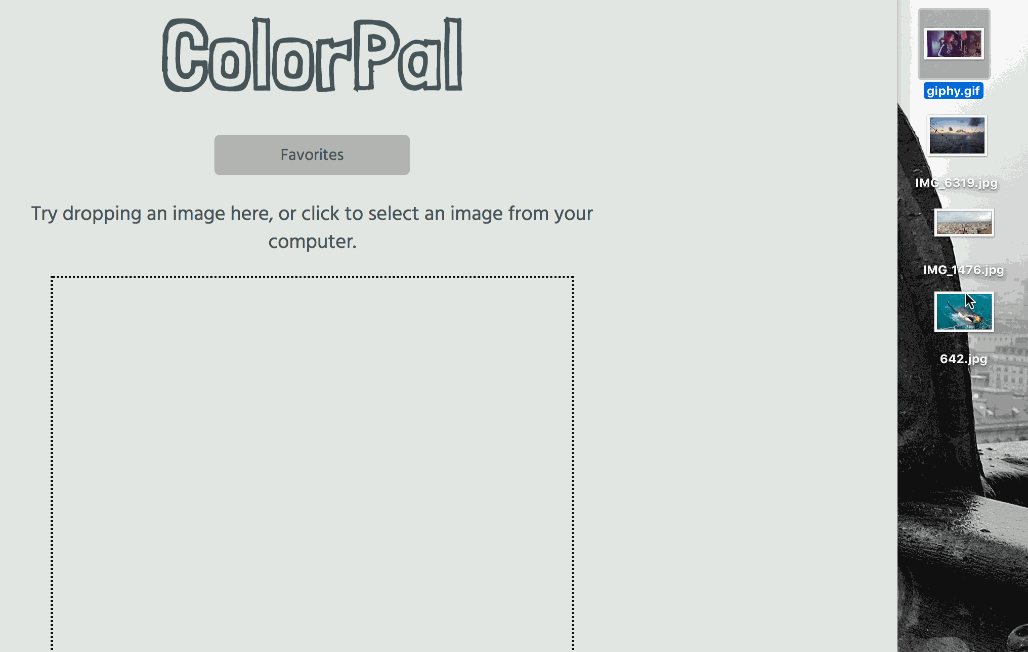 ColorPal
Favorites
Try dropping an image here, or click to select an image from your
computer.
giphy.gif
IMG_6319.jpg
IMG_1476.jpg
642.jpg